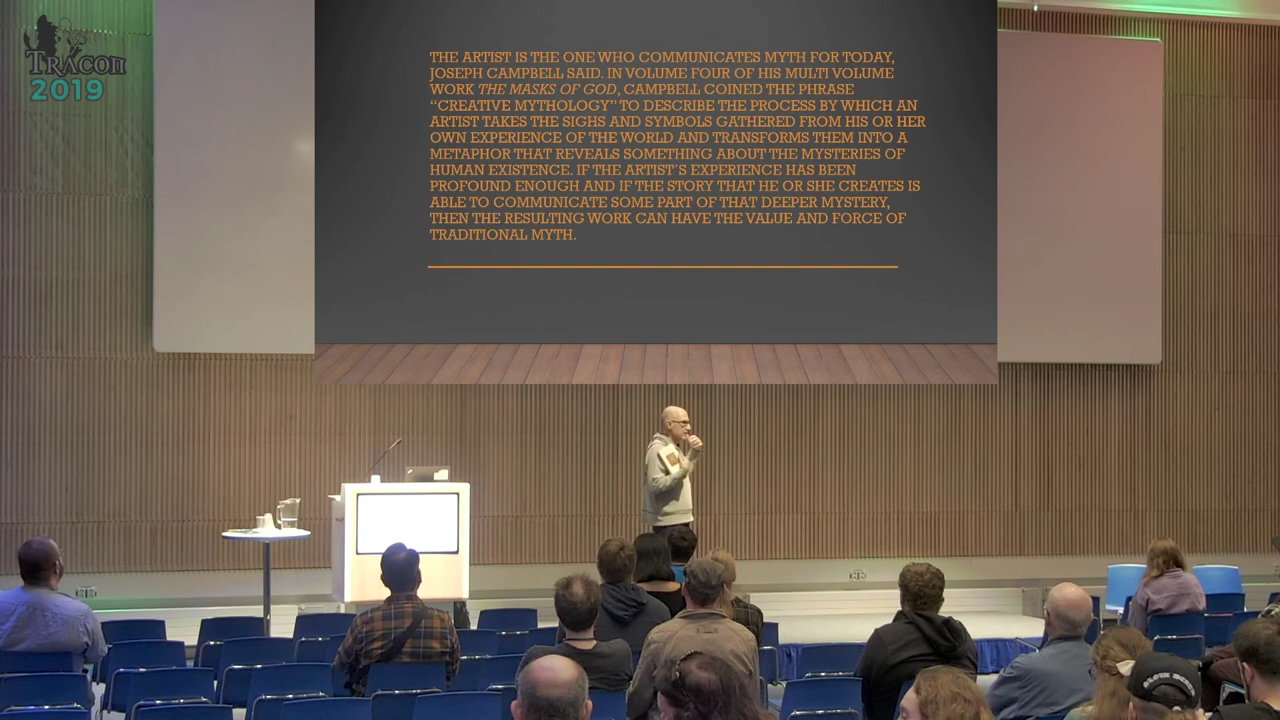 TRACON
2019
THE ARTIST IS THE ONE WHO COMMUNICATES MYTH FOR TODAY,
JOSEPH CAMPBELL SAID. IN VOLUME FOUR OF HIS MULTI VOLUME
WORK THE MASKS OF GOD, CAMPBELL COINED THE PHRASE
“CREATIVE MYTHOLOGY” TO DESCRIBE THE PROCESS BY WHICH AN
ARTIST TAKES THE SIGHS AND SYMBOLS GATHERED FROM HIS OR HER
OWN EXPERIENCE OF THE WORLD AND TRANSFORMS THEM INTO A
METAPHOR THAT REVEALS SOMETHING ABOUT THE MYSTERIES OF
HUMAN EXISTENCE. IF THE ARTIST´S EXPERIENCE HAS BEEN
PROFOUND ENOUGH AND IF THE STORY THAT HE OR SHE CREATES IS
ABLE TO COMMUNICATE SOME PART OF THAT DEEPER MYSTERY,
THEN THE RESULTING WORK CAN HAVE THE VALUE AND FORCE OF
TRADITIONAL MYTH.